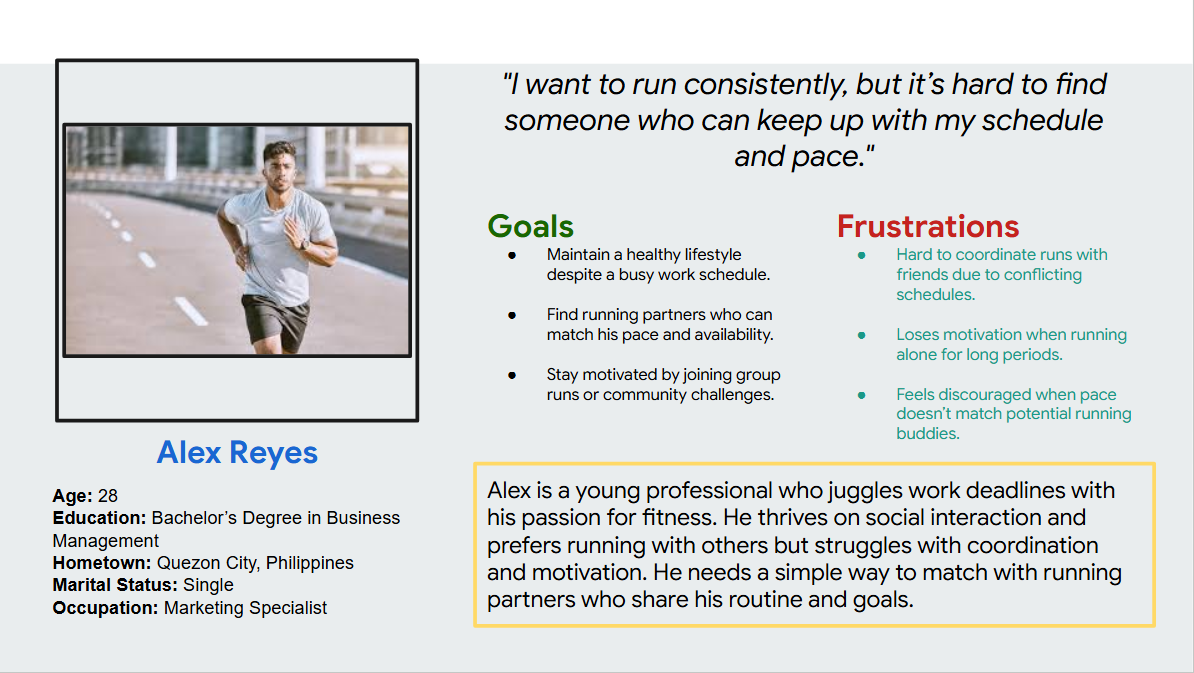 "I want to run consistently, but it’s hard to find
someone who can keep up with my schedule
and pace."
Goals
● Maintain a healthy lifestyle
despite a busy work schedule.
● Find running partners who can
match his pace and availability.
● Stay motivated by joining group
runs or community challenges.
Frustrations
● Hard to coordinate runs with
friends due to conflicting
schedules.
● Loses motivation when running
alone for long periods.
● Feels discouraged when pace
doesn’t match potential running
buddies.
Alex Reyes
Age: 28
Education: Bachelor’s Degree in Business
Management
Hometown: Quezon City, Philippines
Marital Status: Single
Occupation: Marketing Specialist
Alex is a young professional who juggles work deadlines with
his passion for fitness. He thrives on social interaction and
prefers running with others but struggles with coordination
and motivation. He needs a simple way to match with running
partners who share his routine and goals.